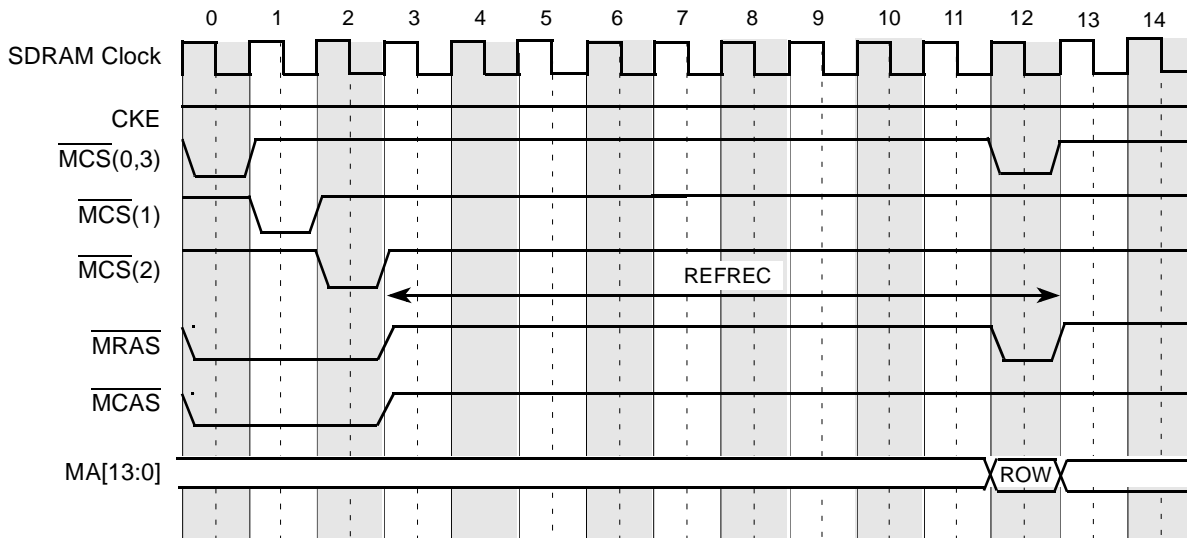 0 1 2 3 4 5 6 7 8 9 10 11 12 13 14
SDRAM Clock
CKE
MCS(0,3)
MCS(1)
MCS(2)
REFREC
MRAS
MCAS
MA[13:0]
ROW